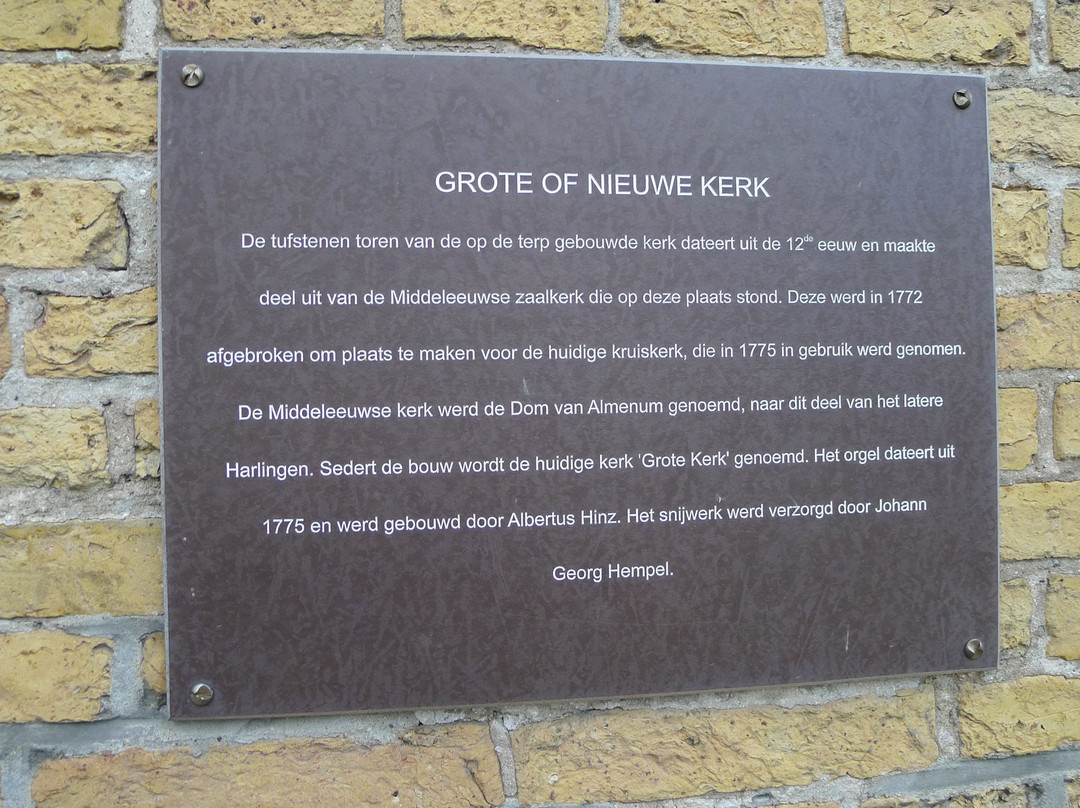 GROTE OF NIEUWE KERK
De tufstenen toren van de op de terp gebouwde kerk dateert uit de 12de eeuw en maakte
deel uit van de Middeleeuwse zaalkerk die op deze plaats stond. Deze werd in 1772
afgebroken om plaats te maken voor de huidige kruiskerk, die in 1775 in gebruik werd genomen.
De Middeleeuwse kerk werd de Dom van Almenum genoemd, naar dit deel van het latere
Harlingen. Sedert de bouw wordt de huidige kerk 'Grote Kerk' genoemd. Het orgel dateert uit
1775 en werd gebouwd door Albertus Hinz. Het snijwerk werd verzorgd door Johann
Georg Hempel.